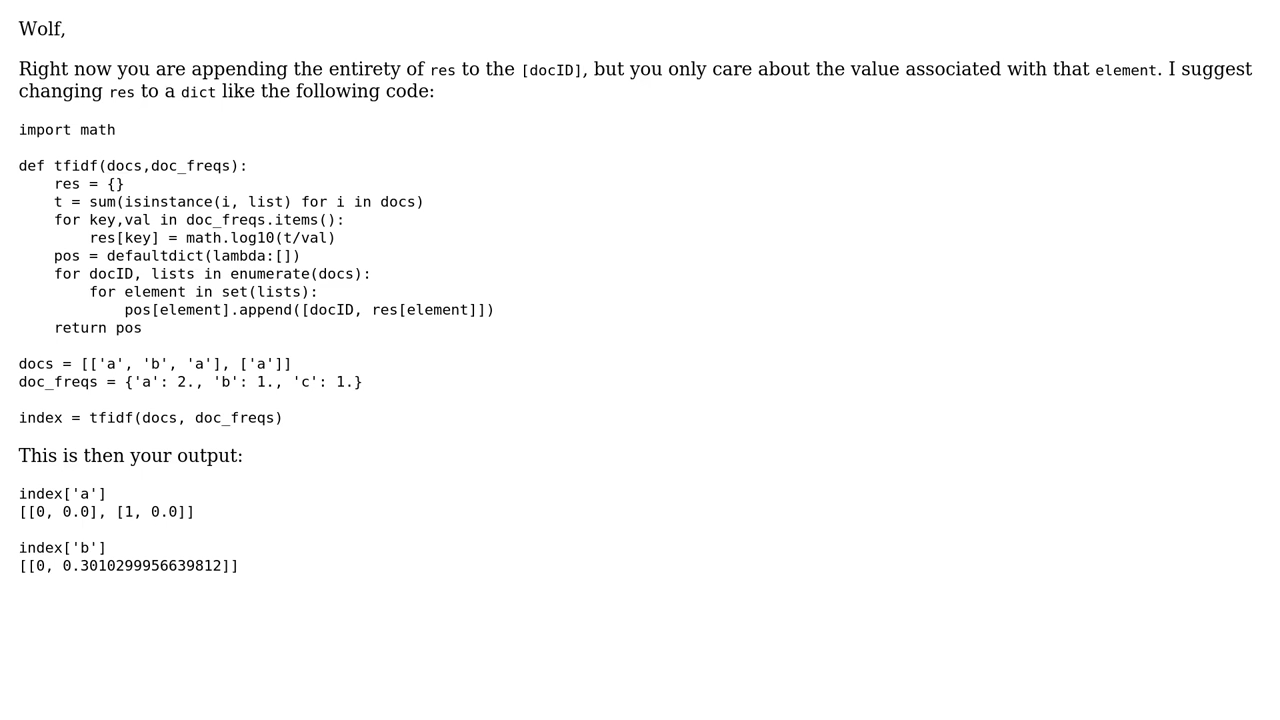 Wolf,
Right now you are appending the entirety of res to the [docID], but you only care about the value associated with that element. I suggest
changing res to a dict like the following code:
import math
def tfidf(docs,doc_freqs):
    res = {}
    t = sum(isinstance(i, list) for i in docs)
    for key,val in doc_freqs.items():
        res[key] = math.log10(t/val)
    pos = defaultdict(lambda:[])
    for docID, lists in enumerate(docs):
        for element in set(lists):
            pos[element].append([docID, res[element]])
    return pos
docs = [['a', 'b', 'a'], ['a']]
doc_freqs = {'a': 2., 'b': 1., 'c': 1.}
index = tfidf(docs, doc_freqs)
This is then your output:
index['a']
[[0, 0.0], [1, 0.0]]
index['b']
[[0, 0.3010299956639812]]